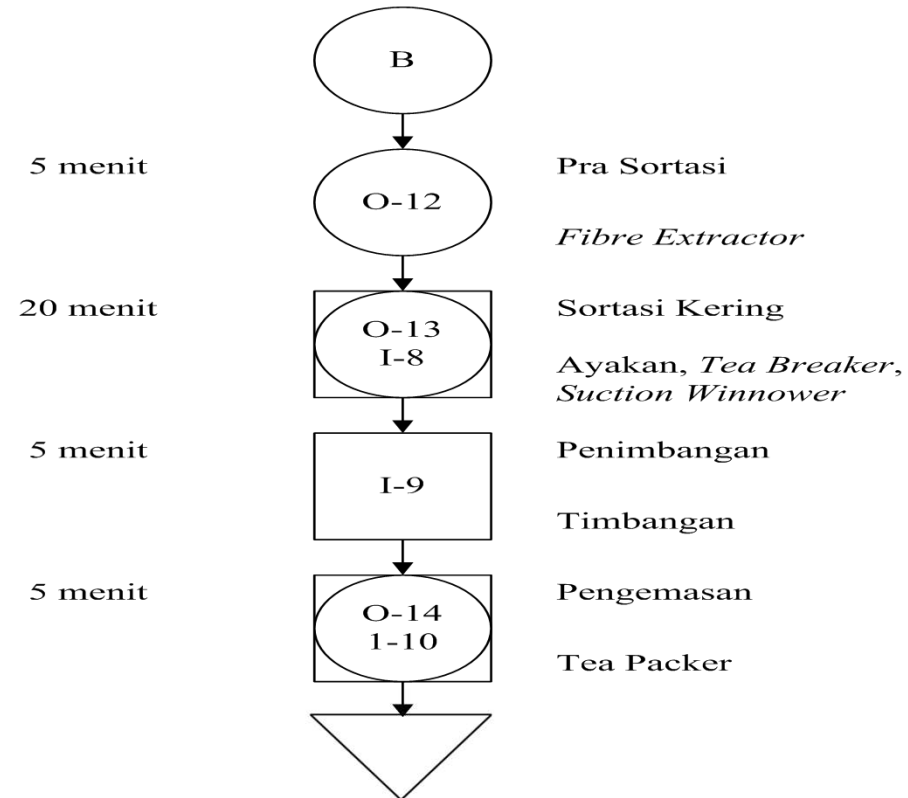 B
5 menit
O-12
Pra Sortasi
Fibre Extractor
20 menit
O-13
I-8
Sortasi Kering
Ayakan, Tea Breaker,
Suction Winnower
5 menit
I-9
Penimbangan
Timbangan
5 menit
O-14
1-10
Pengemasan
Tea Packer